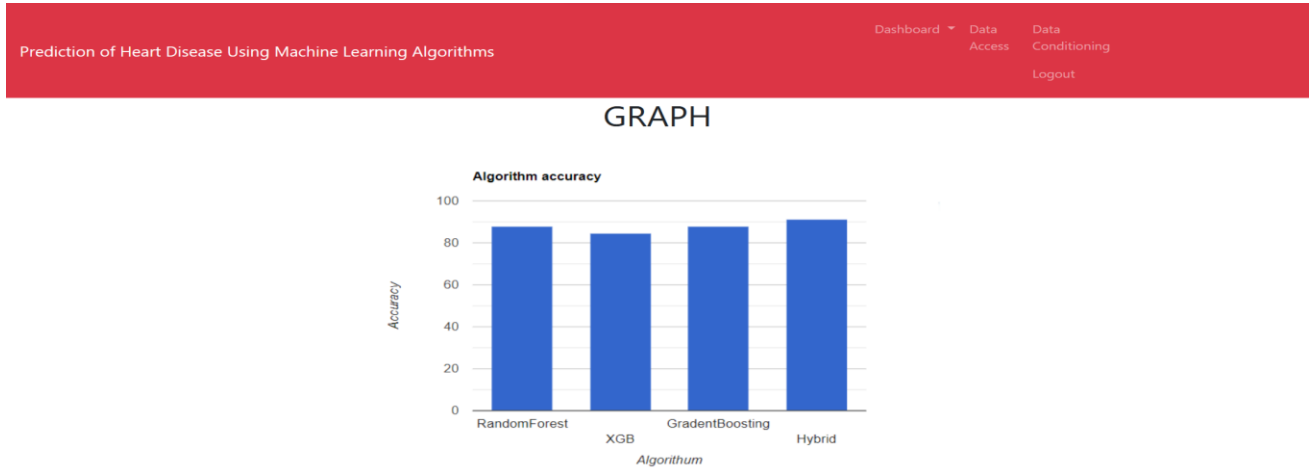 Prediction of Heart Disease Using Machine Learning Algorithms
Dashboard
Data
Access
Data
Conditioning
Logout
GRAPH
Algorithm accuracy
100
80
60
40
20
0
Accuracy
RandomForest
XGB
GradentBoosting
Hybrid
Algorithum